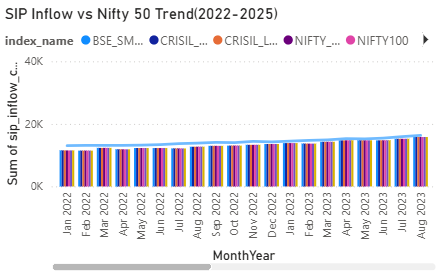 SIP Inflow vs Nifty 50 Trend(2022-2025)
index_name BSE_SM... CRISIL_... CRISIL_L... NIFTY_... NIFTY100
40K
20K
0K
Sum of sip_inflow_c...
Jan 2022 Feb 2022 Mar 2022 Apr 2022 May 2022 Jun 2022 Jul 2022 Aug 2022 Sep 2022 Oct 2022 Nov 2022 Dec 2022 Jan 2023 Feb 2023 Mar 2023 Apr 2023 May 2023 Jun 2023 Jul 2023 Aug 2023
MonthYear